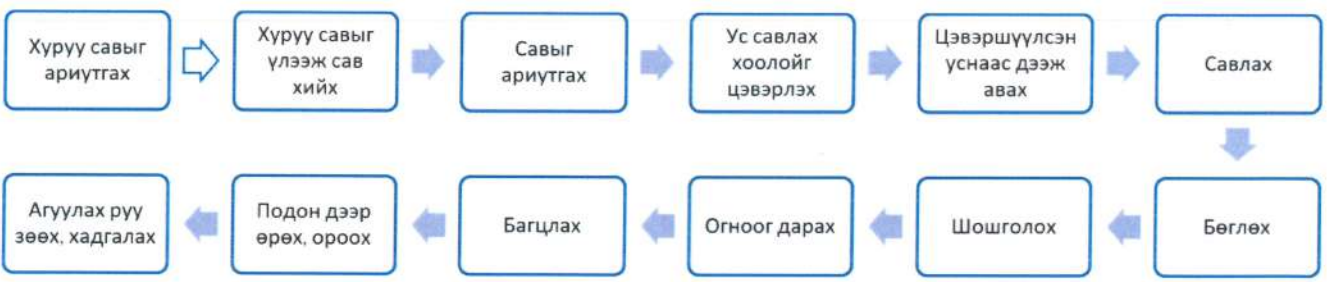 Хуруу савыг
ариутгах
Хуруу савыг
үлээж сав
хийх
Савыг
ариутгах
Ус савлах
хоолойг
цэвэрлэх
Цэвэршүүлсэн
уснаас дээж
авах
Савлах
Бөглөх
Шошголох
Огноог дарах
Багцлах
Подон дээр
өрөх, ороох
Агуулах руу
зөөх, хадгалах